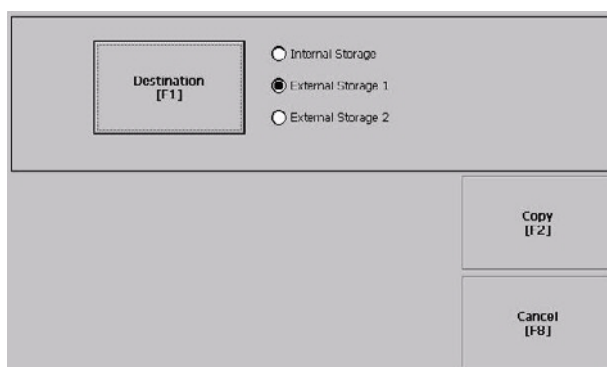 Destination
[F1]
Internal Storage
External Storage 1
External Storage 2
Copy
[F2]
Cancel
[F8]